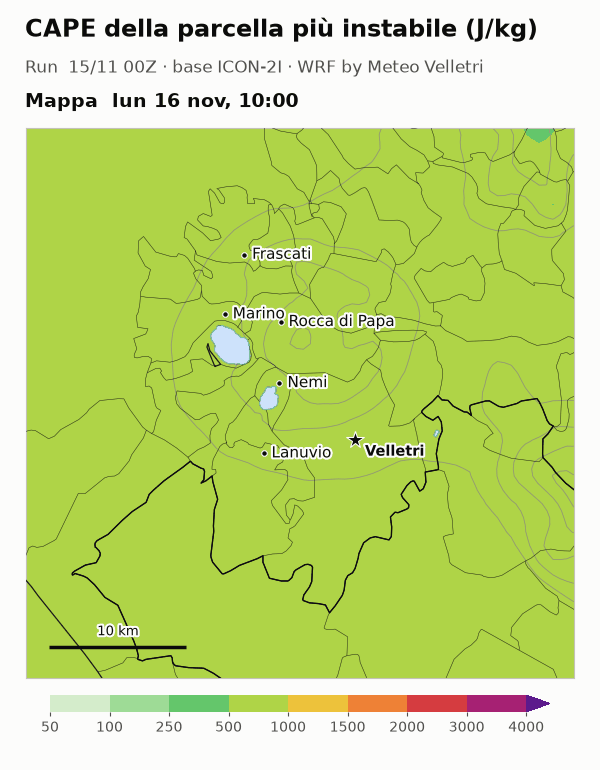 CAPE della parcella più instabile (J/kg)
Run  15/11 00Z · base ICON-2I · WRF by Meteo Velletri
Mappa  lun 16 nov, 10:00
Frascati
Marino
Rocca di Papa
Nemi
Velletri
Lanuvio
10 km
50 100 250 500 1000 1500 2000 3000 4000